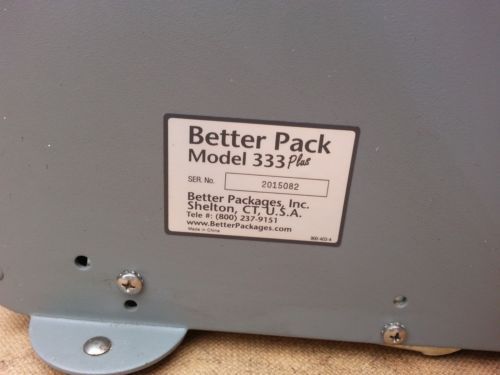 Better Pack
Model 333 Plus
SER. No. 2015082
Better Packages, Inc.
Shelton, CT, U.S.A.
Tele #: (800) 237-9151
www.BetterPackages.com
Made in China